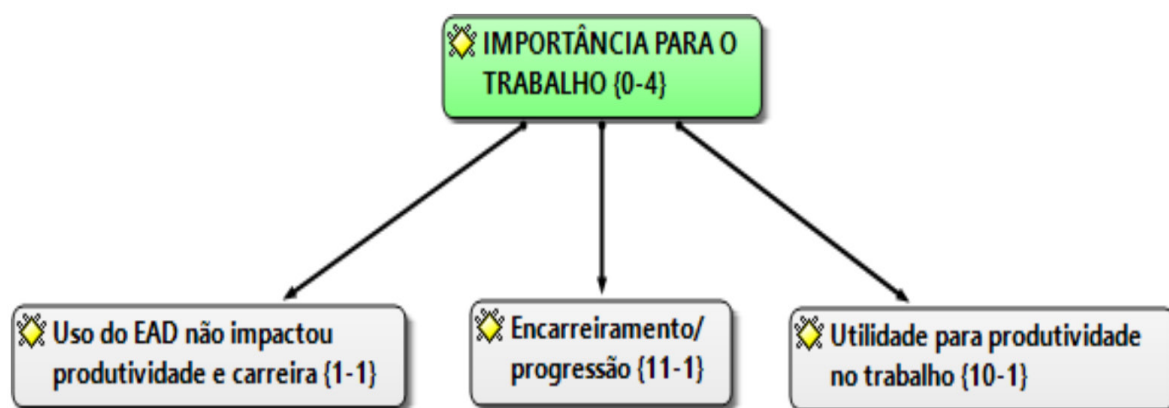 IMPORTÂNCIA PARA O
TRABALHO {0-4}
Uso do EAD não impactou
produtividade e carreira {1-1}
Encarreiramento/
progressão {11-1}
Utilidade para produtividade
no trabalho {10-1}